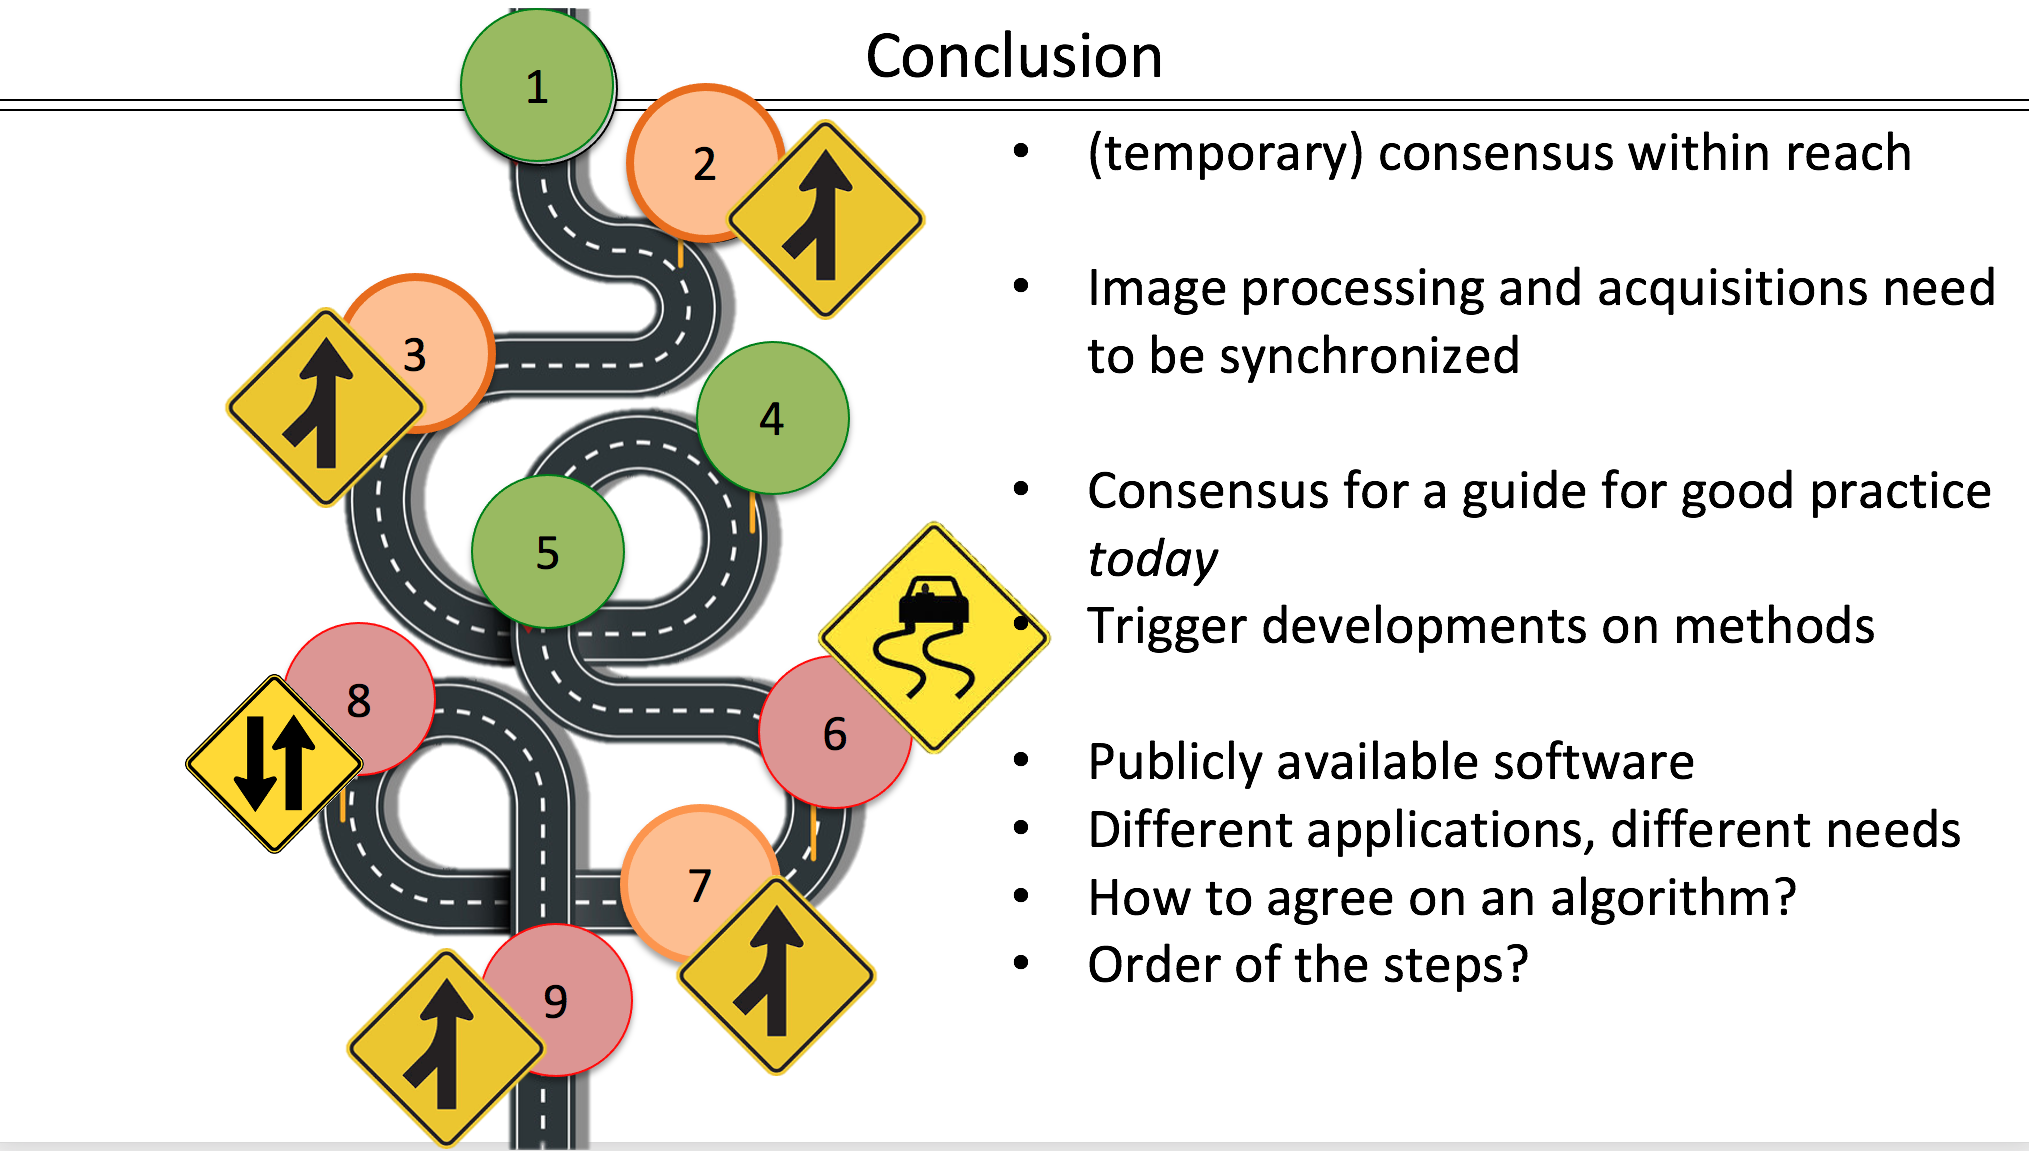 Conclusion
1
2
3
4
5
6
7
8
9
• (temporary) consensus within reach
• Image processing and acquisitions need
to be synchronized
• Consensus for a guide for good practice
today
• Trigger developments on methods
• Publicly available software
• Different applications, different needs
• How to agree on an algorithm?
• Order of the steps?